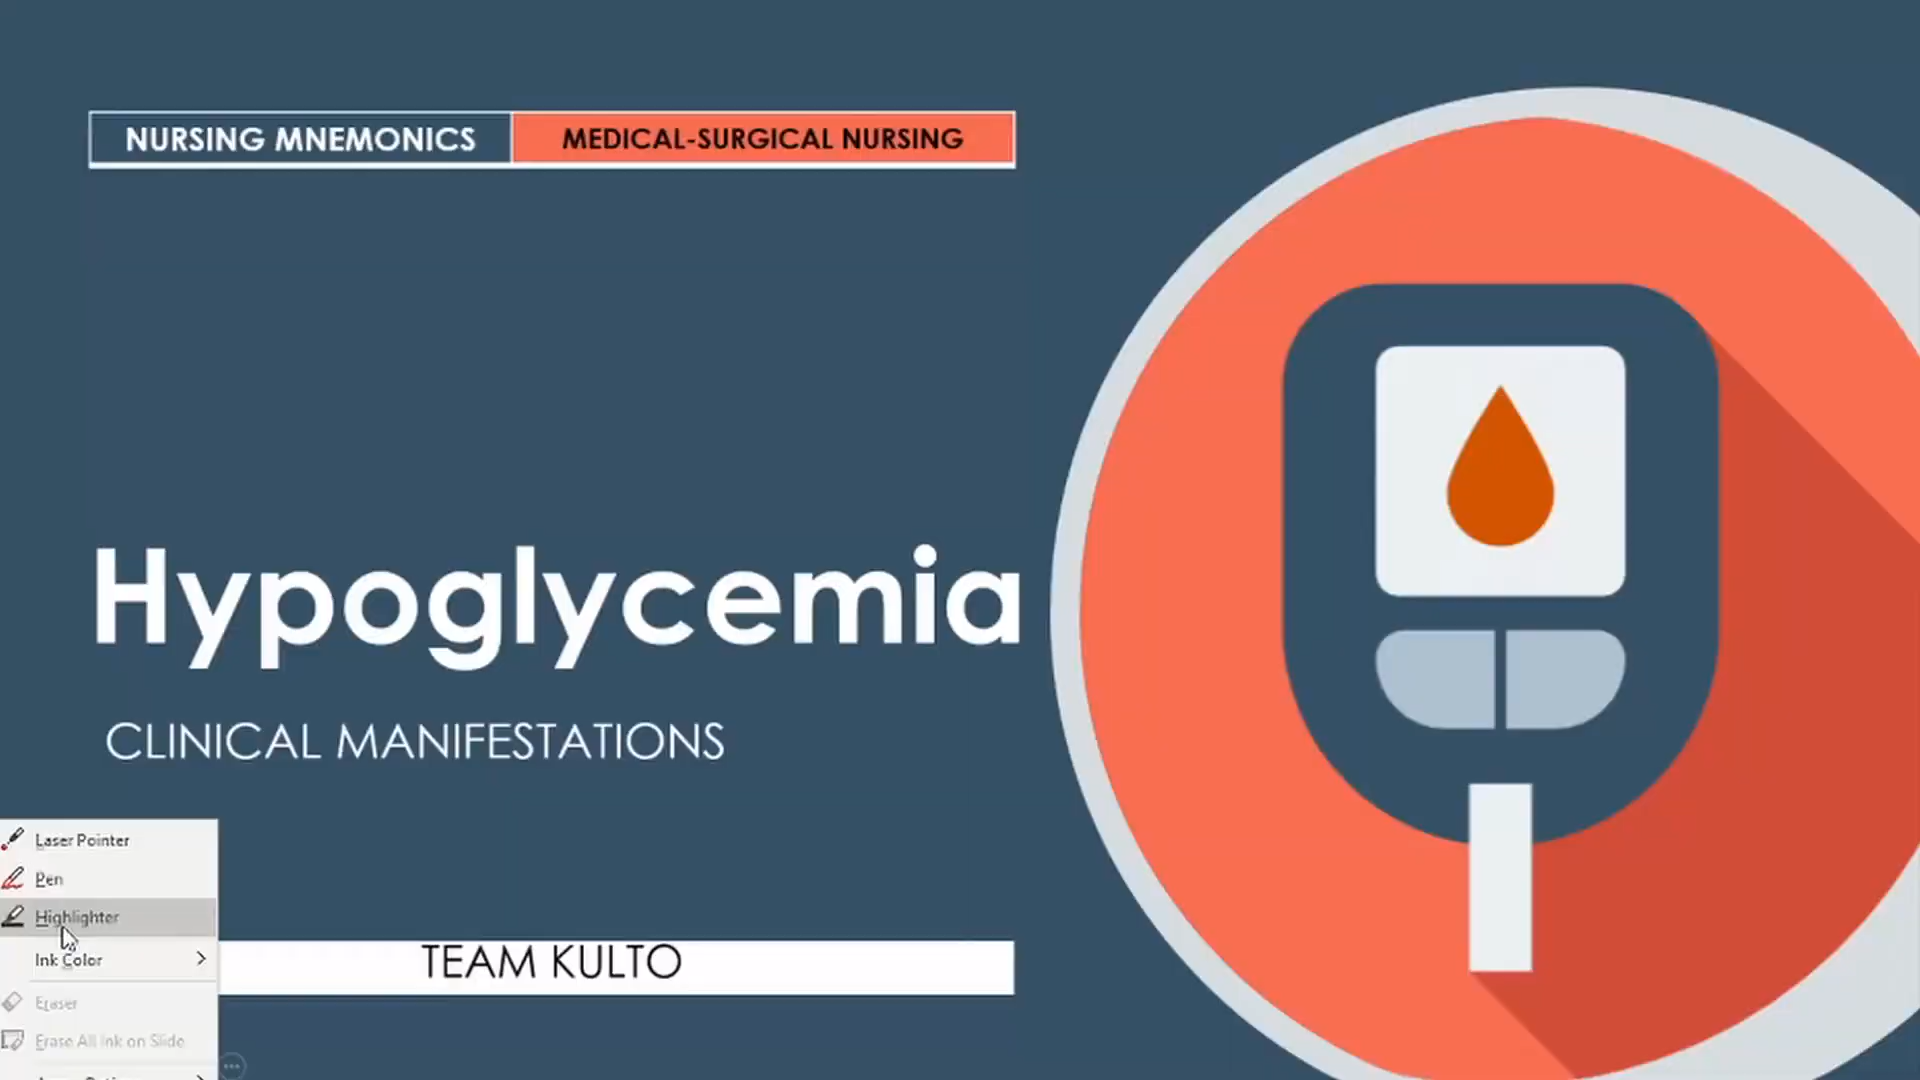 NURSING MNEMONICS
MEDICAL-SURGICAL NURSING
Hypoglycemia
CLINICAL MANIFESTATIONS
Laser Pointer
Pen
Highlighter
Ink Color
Eraser
Erase All Ink on Slide
TEAM KULTO